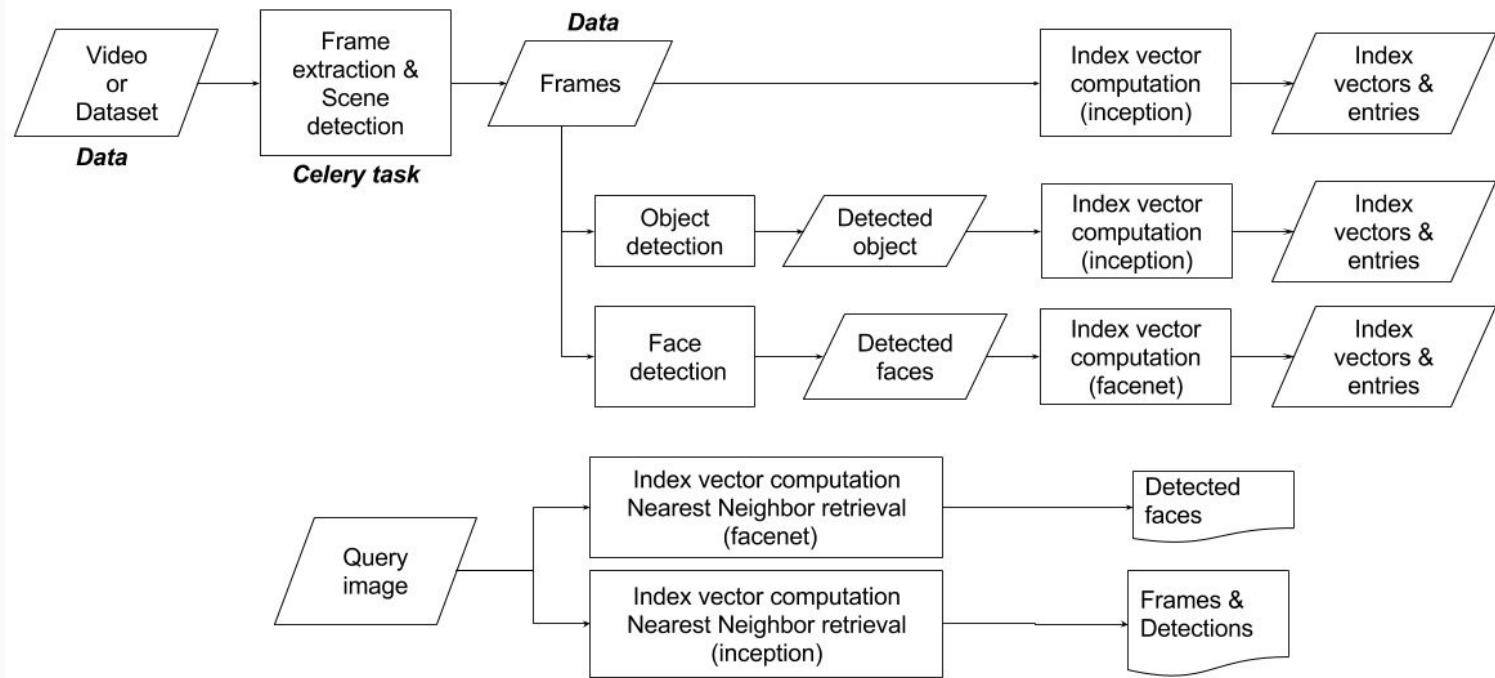 Data
Video
or
Dataset
Data
Frame
extraction &
Scene
detection
Celery task
Frames
Index vector
computation
(inception)
Index
vectors &
entries
Object
detection
Detected
object
Index vector
computation
(inception)
Index
vectors &
entries
Face
detection
Detected
faces
Index vector
computation
(facenet)
Index
vectors &
entries
Query
image
Index vector computation
Nearest Neighbor retrieval
(facenet)
Detected
faces
Index vector computation
Nearest Neighbor retrieval
(inception)
Frames &
Detections